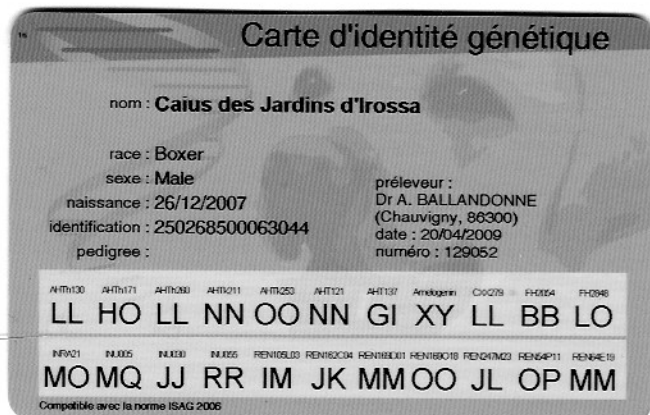 Carte d'identité génétique
nom : Caius des Jardins d'Irossa
race : Boxer
sexe : Male
naissance : 26/12/2007
identification : 250268500063044
pedigree :
préleveur :
Dr A. BALLANDONNE
(Chauvigny, 86300)
date : 20/04/2009
numéro : 129052
AHTh130 AHTh171 AHTh260 AHTk211 AHTk253 AHT121 AHT137 Amelogenin CXX279 FH2054 FH2848
LL HO LL NN OO NN GI XY LL BB LO
INRA21 INU005 INU030 INU055 REN105L03 REN162C04 REN169D01 REN169O18 REN247M23 REN54P11 REN64E19
MO MQ JJ RR IM JK MM OO JL OP MM
Compatible avec la norme ISAG 2006